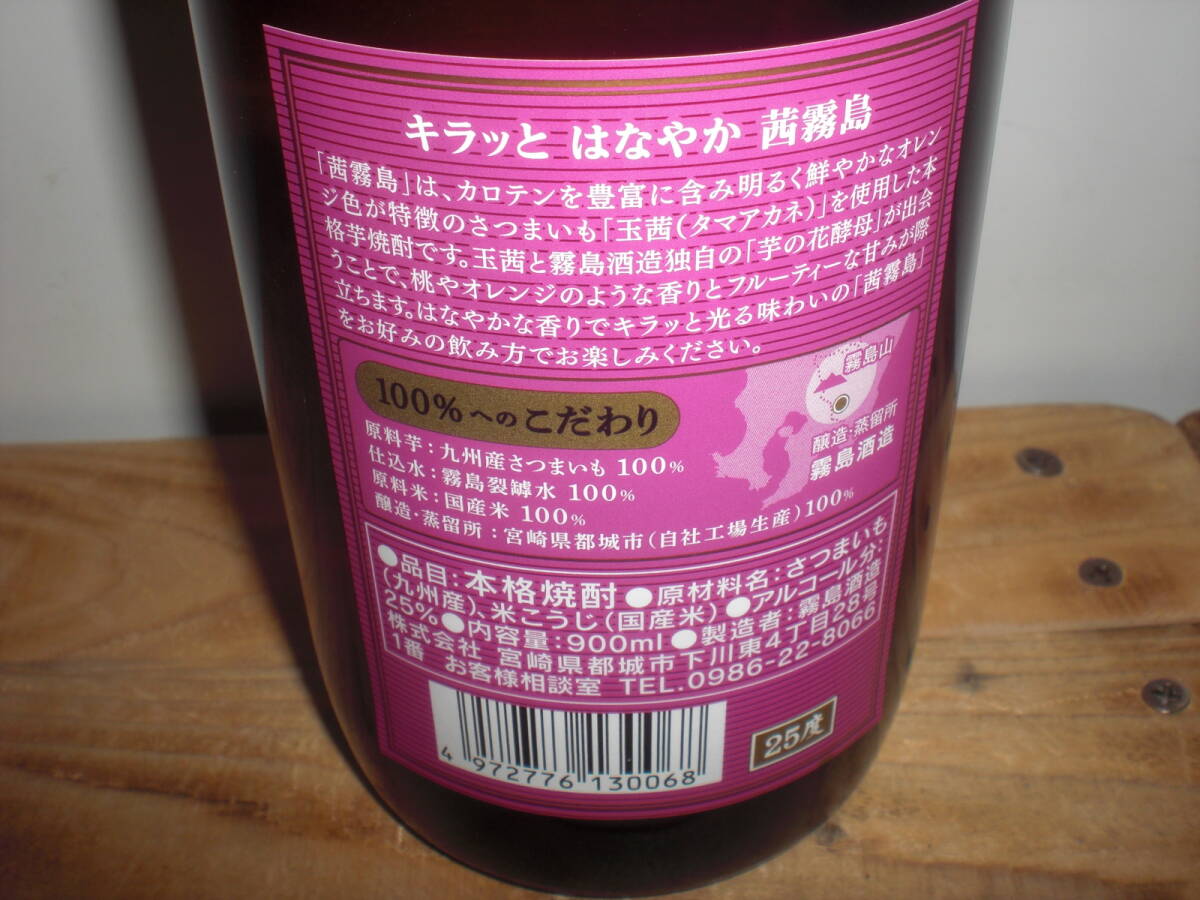 キラッと はなやか 茜霧島
「茜霧島」は、カロテンを豊富に含み明るく鮮やかなオレン
ジ色が特徴のさつまいも「玉茜(タマアカネ)」を使用した本
格芋焼酎です。玉茜と霧島酒造独自の「芋の花酵母」が出会
うことで、桃やオレンジのような香りとフルーティーな甘みが際
立ちます。はなやかな香りでキラッと光る味わいの「茜霧島」
をお好みの飲み方でお楽しみください。
100%へのこだわり
原料芋:九州産さつまいも 100%
仕込水:霧島裂罅水 100%
原料米:国産米 100%
醸造・蒸留所:宮崎県都城市(自社工場生産)100%
霧島山
醸造・蒸留所
霧島酒造
●品目:本格焼酎●原材料名:さつまいも
(九州産)、米こうじ(国産米)●アルコール分:
25%●内容量:900ml●製造者:霧島酒造
株式会社 宮崎県都城市下川東4丁目28号
1番 お客様相談室 TEL.0986-22-8066
4 972776 130068
25度